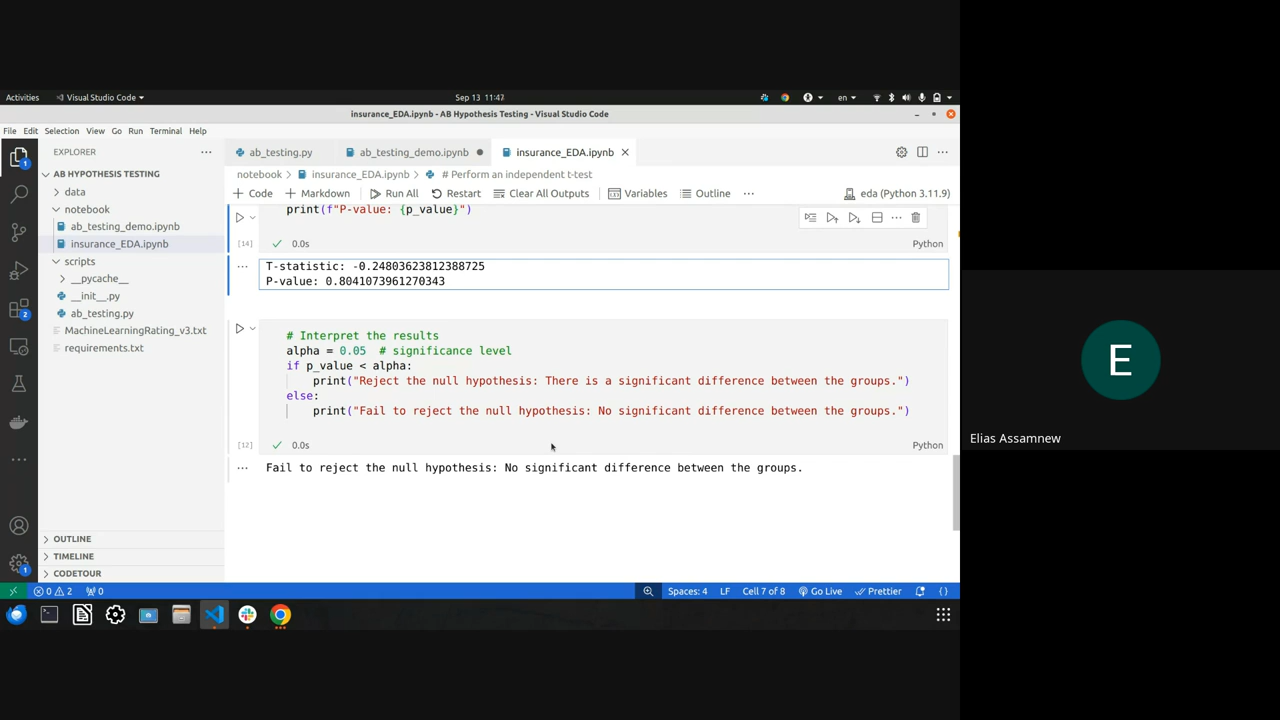 Activities
Visual Studio Code
Sep 13 11:47
en
insurance_EDA.ipynb - AB Hypothesis Testing - Visual Studio Code
File Edit Selection View Go Run Terminal Help
EXPLORER
ab_testing.py
ab_testing_demo.ipynb
insurance_EDA.ipynb
AB HYPOTHESIS TESTING
notebook > insurance_EDA.ipynb > # Perform an independent t-test
data
+ Code + Markdown Run All Restart Clear All Outputs Variables Outline ... eda (Python 3.11.9)
notebook
ab_testing_demo.ipynb
insurance_EDA.ipynb
scripts
__pycache__
__init__.py
ab_testing.py
MachineLearningRating_v3.txt
requirements.txt
print(f"P-value: {p_value}")
[14] 0.0s Python
T-statistic: -0.24803623812388725
P-value: 0.8041073961270343
# Interpret the results
alpha = 0.05 # significance level
if p_value < alpha:
print("Reject the null hypothesis: There is a significant difference between the groups.")
else:
print("Fail to reject the null hypothesis: No significant difference between the groups.")
[12] 0.0s Python
Fail to reject the null hypothesis: No significant difference between the groups.
OUTLINE
TIMELINE
CODETOUR
1
2
1
0 2 0
Spaces: 4 LF Cell 7 of 8 Go Live Prettier {}
E
Elias Assamnew